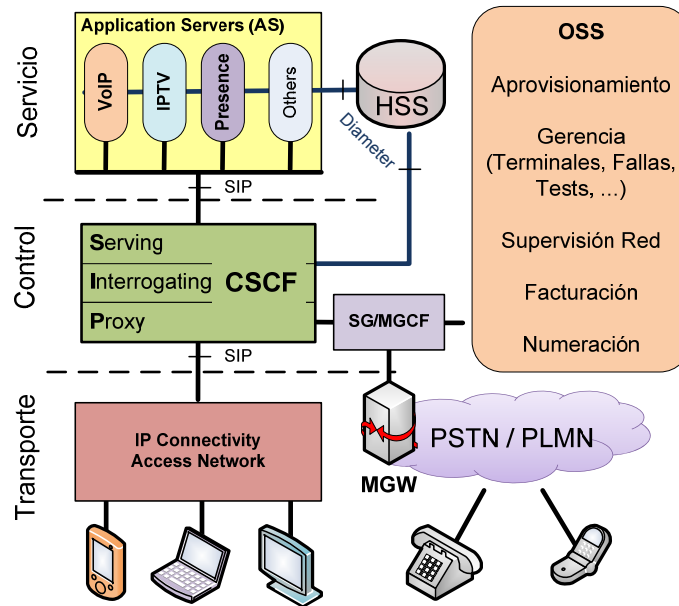 Servicio
Application Servers (AS)
VoIP
IPTV
Presence
Others
HSS
Diameter
SIP
Control
Serving
Interrogating
Proxy
CSCF
SG/MGCF
SIP
Transporte
IP Connectivity
Access Network
MGW
PSTN / PLMN
OSS
Aprovisionamiento
Gerencia
(Terminales, Fallas,
Tests, ...)
Supervisión Red
Facturación
Numeración